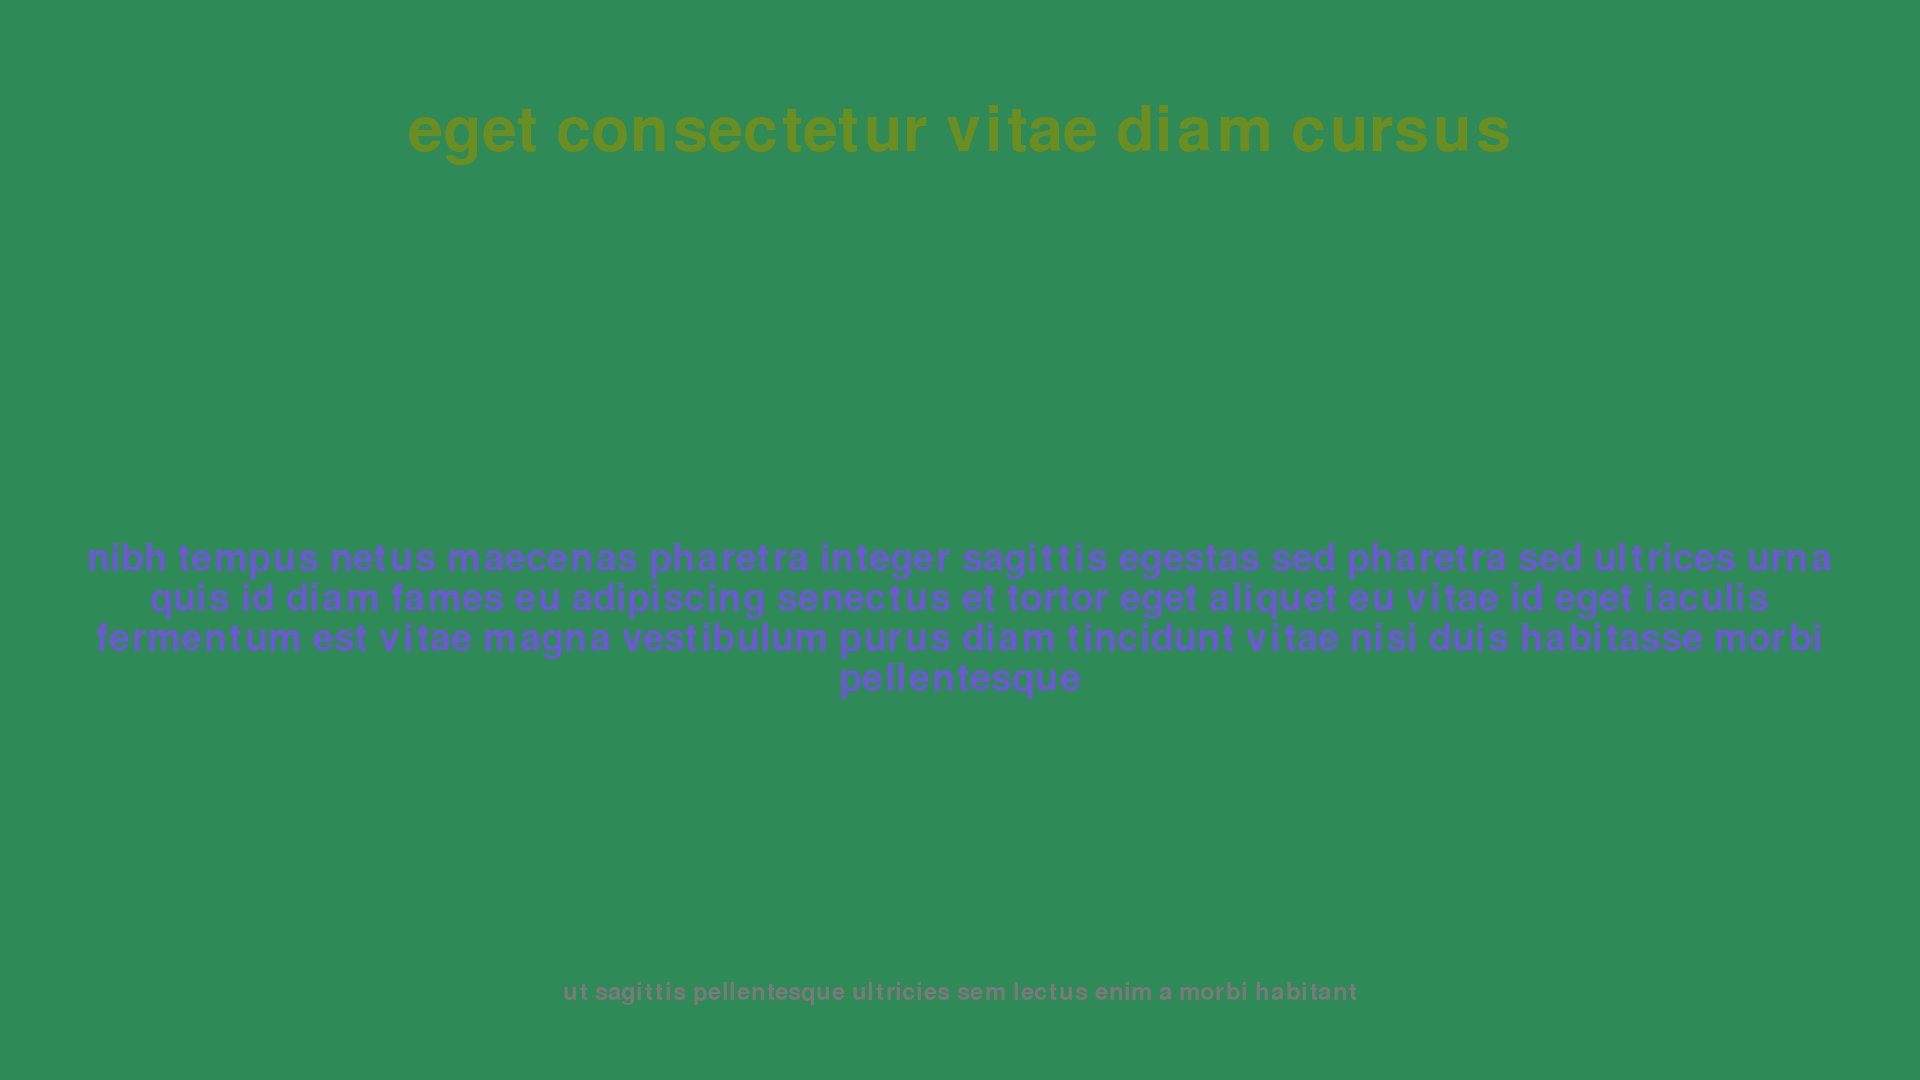 eget consectetur vitae diam cursus
nibh tempus netus maecenas pharetra integer sagittis egestas sed pharetra sed ultrices urna
quis id diam fames eu adipiscing senectus et tortor eget aliquet eu vitae id eget iaculis
fermentum est vitae magna vestibulum purus diam tincidunt vitae nisi duis habitasse morbi
pellentesque
ut sagittis pellentesque ultricies sem lectus enim a morbi habitant